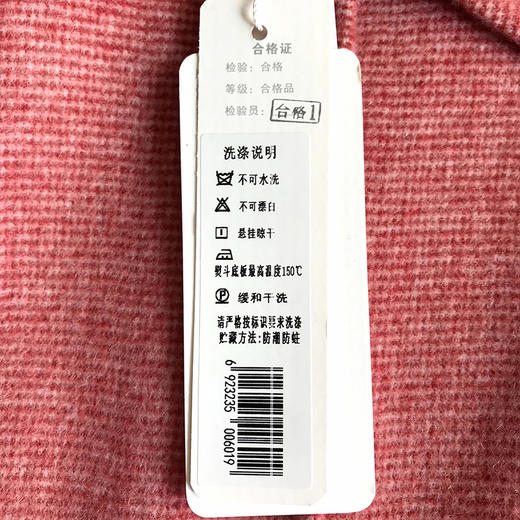 合格证
检验：合格
等级：合格品
检验员：合格1
洗涤说明
不可水洗
不可漂白
悬挂晾干
熨斗底板最高温度150℃
缓和干洗
请严格按标识要求洗涤
贮藏方法：防潮防蛀
6 923235 006019